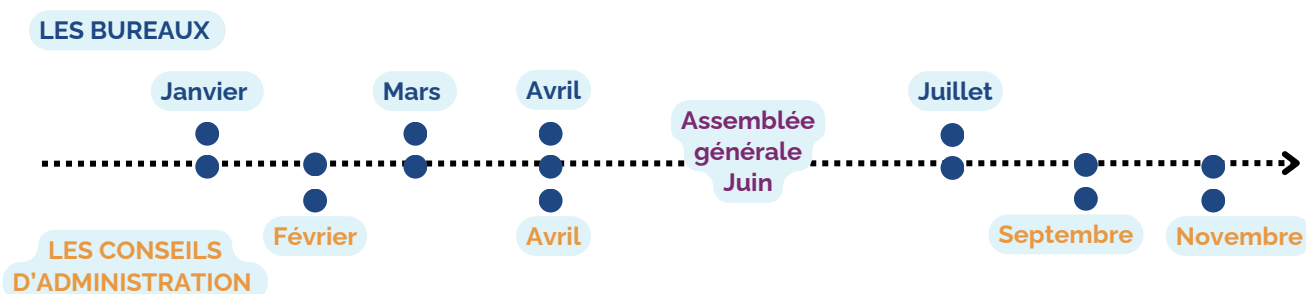 LES BUREAUX
Janvier
Mars
Avril
Juillet
Assemblée
générale
Juin
Février
Avril
Septembre
Novembre
LES CONSEILS
D’ADMINISTRATION